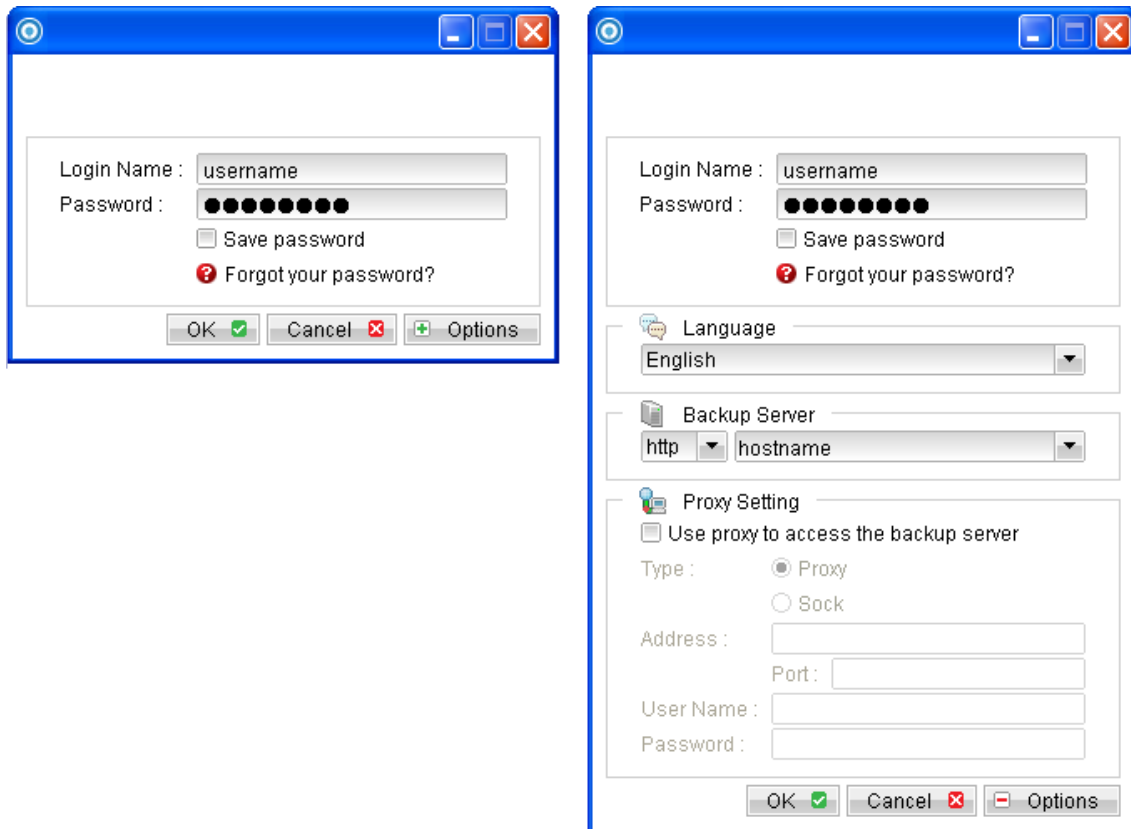 Login Name : username
Password : ●●●●●●●●
Save password
Forgot your password?
OK Cancel Options
Login Name : username
Password : ●●●●●●●●
Save password
Forgot your password?
Language
English
Backup Server
http hostname
Proxy Setting
Use proxy to access the backup server
Type : Proxy
Sock
Address :
Port :
User Name :
Password :
OK Cancel Options